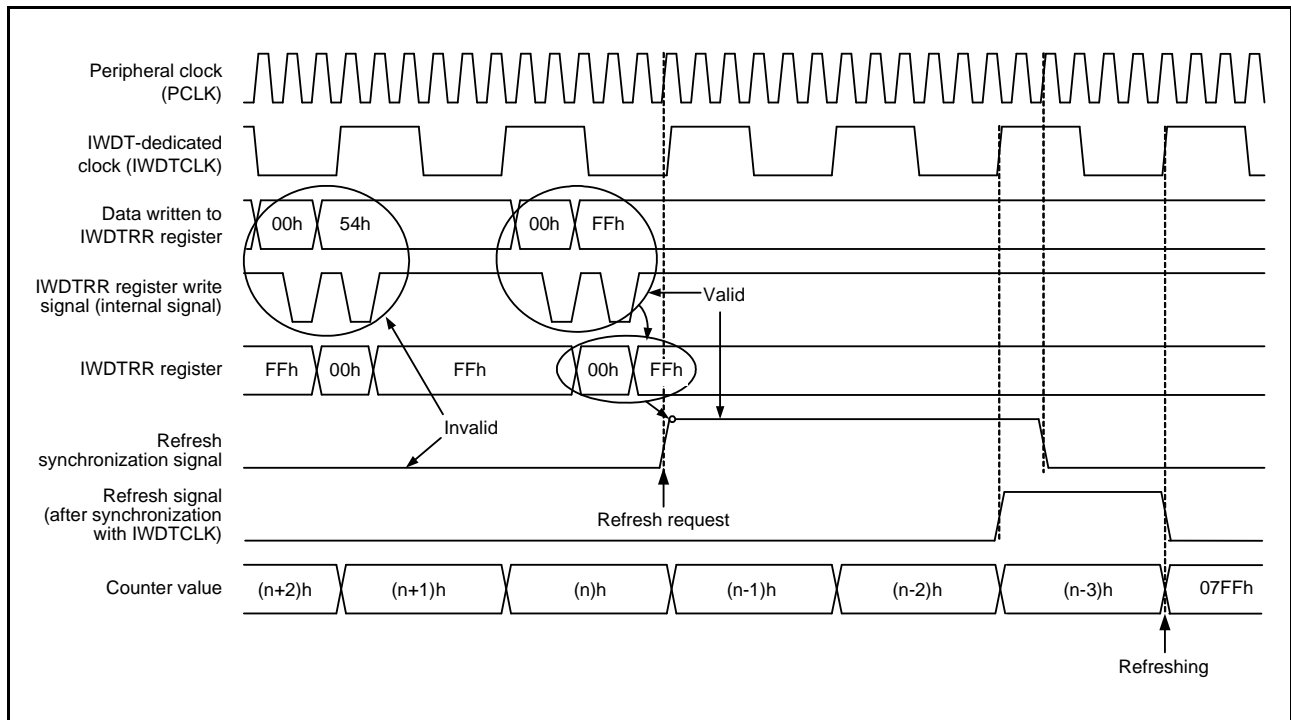 Peripheral clock
(PCLK)
IWDT-dedicated
clock (IWDTCLK)
Data written to
IWDTRR register
00h
54h
00h
FFh
IWDTRR register write
signal (internal signal)
Valid
IWDTRR register
FFh
00h
FFh
00h
FFh
Invalid
Refresh
synchronization signal
Refresh request
Refresh signal
(after synchronization
with IWDTCLK)
Counter value
(n+2)h
(n+1)h
(n)h
(n-1)h
(n-2)h
(n-3)h
07FFh
Refreshing